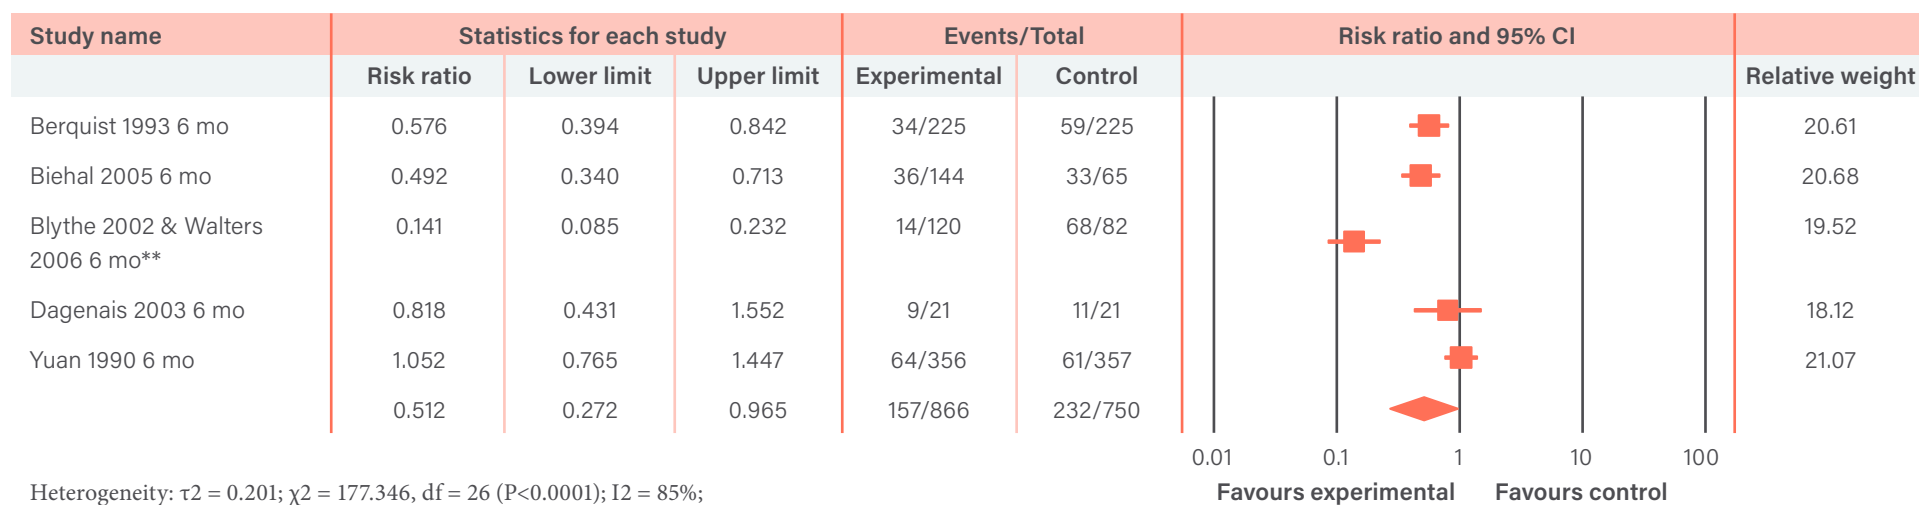 Study name Statistics for each study Events/Total Risk ratio and 95% CI
Risk ratio Lower limit Upper limit Experimental Control Relative weight
Berquist 1993 6 mo 0.576 0.394 0.842 34/225 59/225 20.61
Biehal 2005 6 mo 0.492 0.340 0.713 36/144 33/65 20.68
Blythe 2002 & Walters 0.141 0.085 0.232 14/120 68/82 19.52
2006 6 mo**
Dagenais 2003 6 mo 0.818 0.431 1.552 9/21 11/21 18.12
Yuan 1990 6 mo 1.052 0.765 1.447 64/356 61/357 21.07
0.512 0.272 0.965 157/866 232/750
0.01 0.1 1 10 100
Heterogeneity: τ2 = 0.201; χ2 = 177.346, df = 26 (P<0.0001); I2 = 85%; Favours experimental Favours control